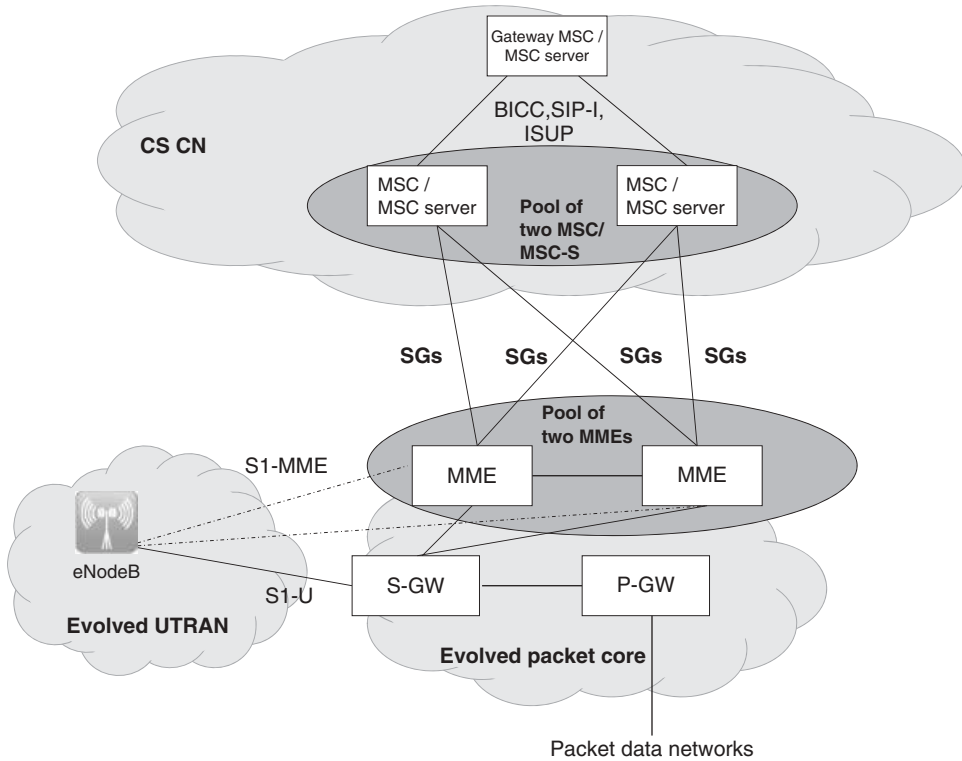 Gateway MSC /
MSC server
BICC,SIP-I,
ISUP
CS CN
MSC /
MSC server
MSC /
MSC server
Pool of
two MSC/
MSC-S
SGs
SGs
SGs
SGs
Pool of
two MMEs
S1-MME
MME
MME
eNodeB
S1-U
S-GW
P-GW
Evolved UTRAN
Evolved packet core
Packet data networks